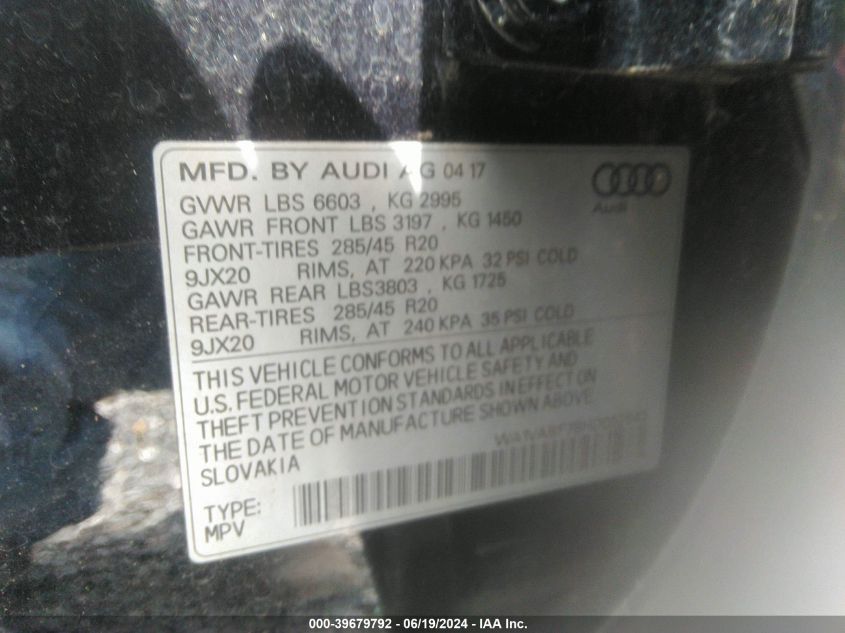 MFD. BY AUDI AG 04 17
Audi
GVWR LBS 6603 , KG 2995
GAWR FRONT LBS 3197 , KG 1450
FRONT-TIRES 285/45 R20
9JX20 RIMS, AT 220 KPA 32 PSI COLD
GAWR REAR LBS3803 , KG 1725
REAR-TIRES 285/45 R20
9JX20 RIMS, AT 240 KPA 35 PSI COLD
THIS VEHICLE CONFORMS TO ALL APPLICABLE
U.S. FEDERAL MOTOR VEHICLE SAFETY AND
THEFT PREVENTION STANDARDS IN EFFECT ON
THE DATE OF MANUFACTURE SHOWN ABOVE
SLOVAKIA
TYPE:
MPV
000-39679792 - 06/19/2024 - IAA Inc.